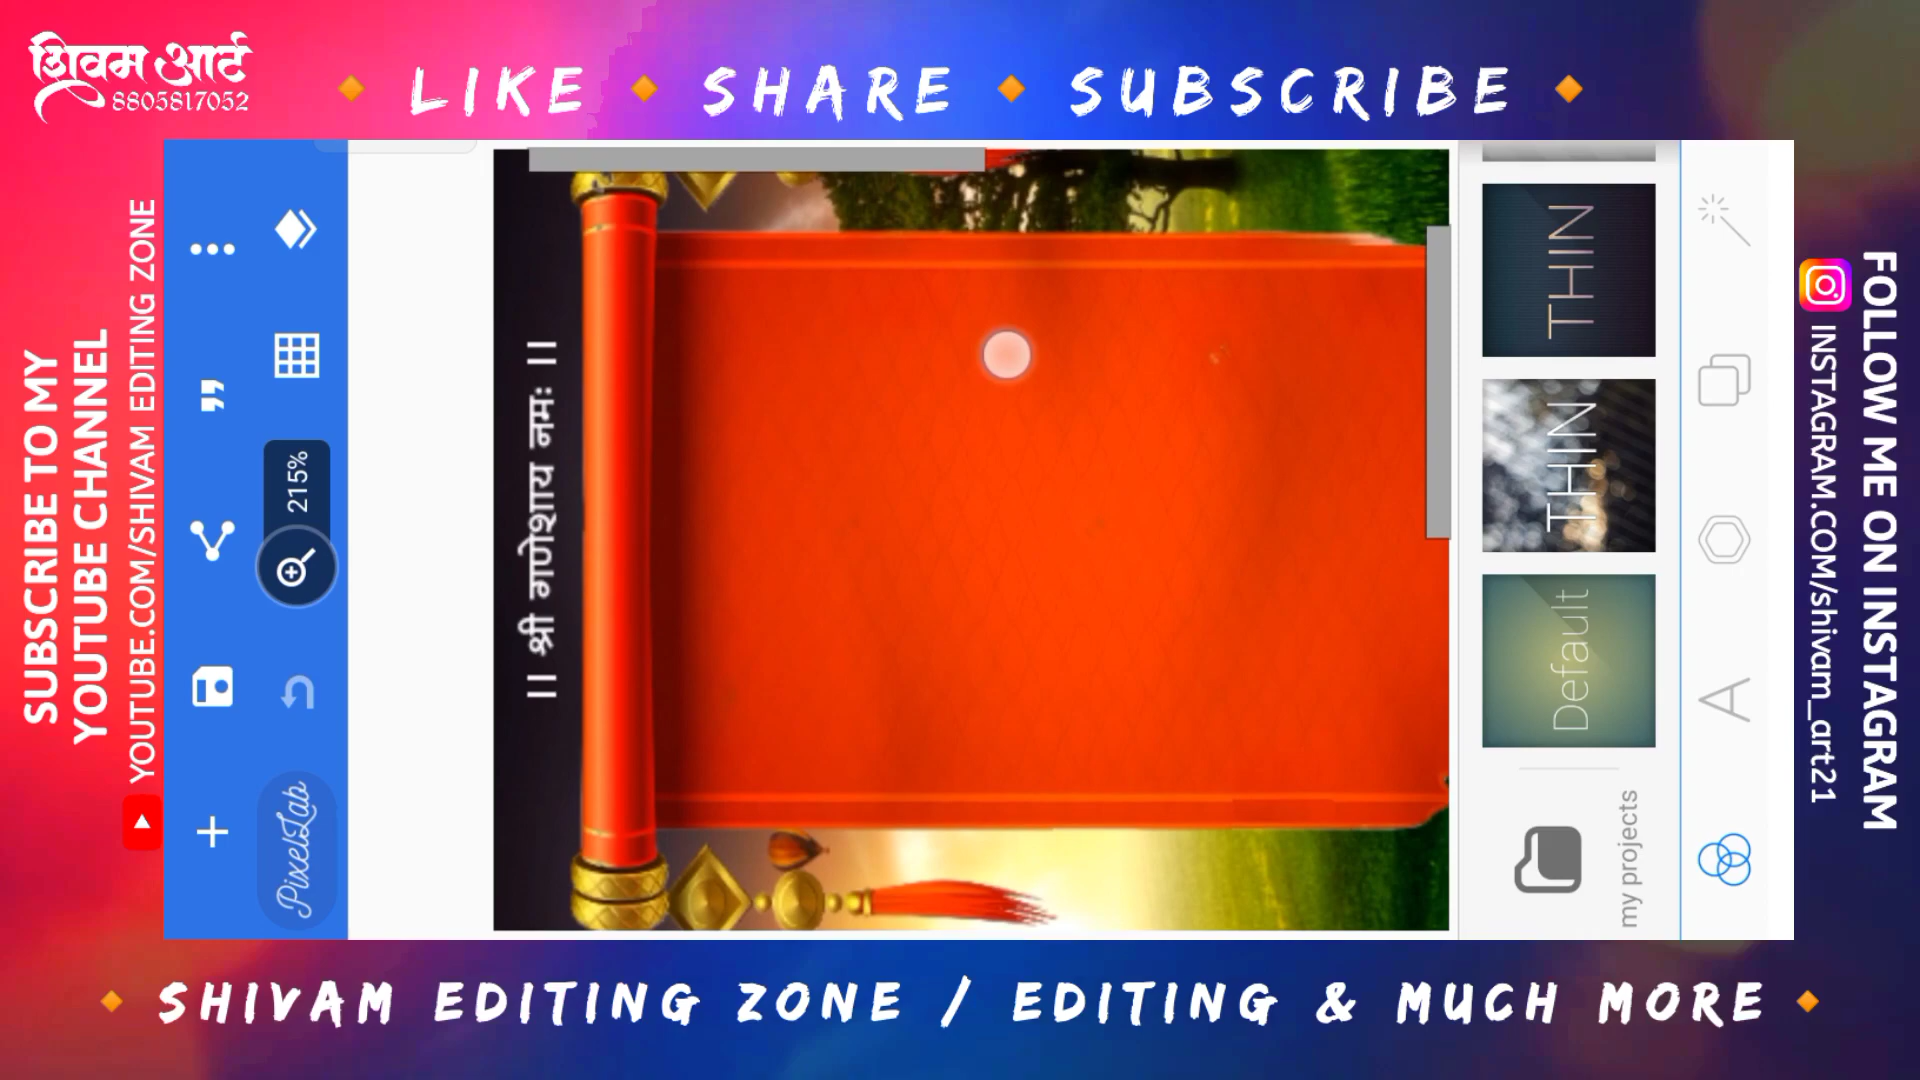 शिवम आर्ट
8805817052
LIKE SHARE SUBSCRIBE
SUBSCRIBE TO MY
YOUTUBE CHANNEL
YOUTUBE.COM/SHIVAM EDITING ZONE
PixelLab
215%
|| श्री गणेशाय नमः ||
THIN
THIN
Default
my projects
FOLLOW ME ON INSTAGRAM
INSTAGRAM.COM/shivam_art21
SHIVAM EDITING ZONE / EDITING & MUCH MORE